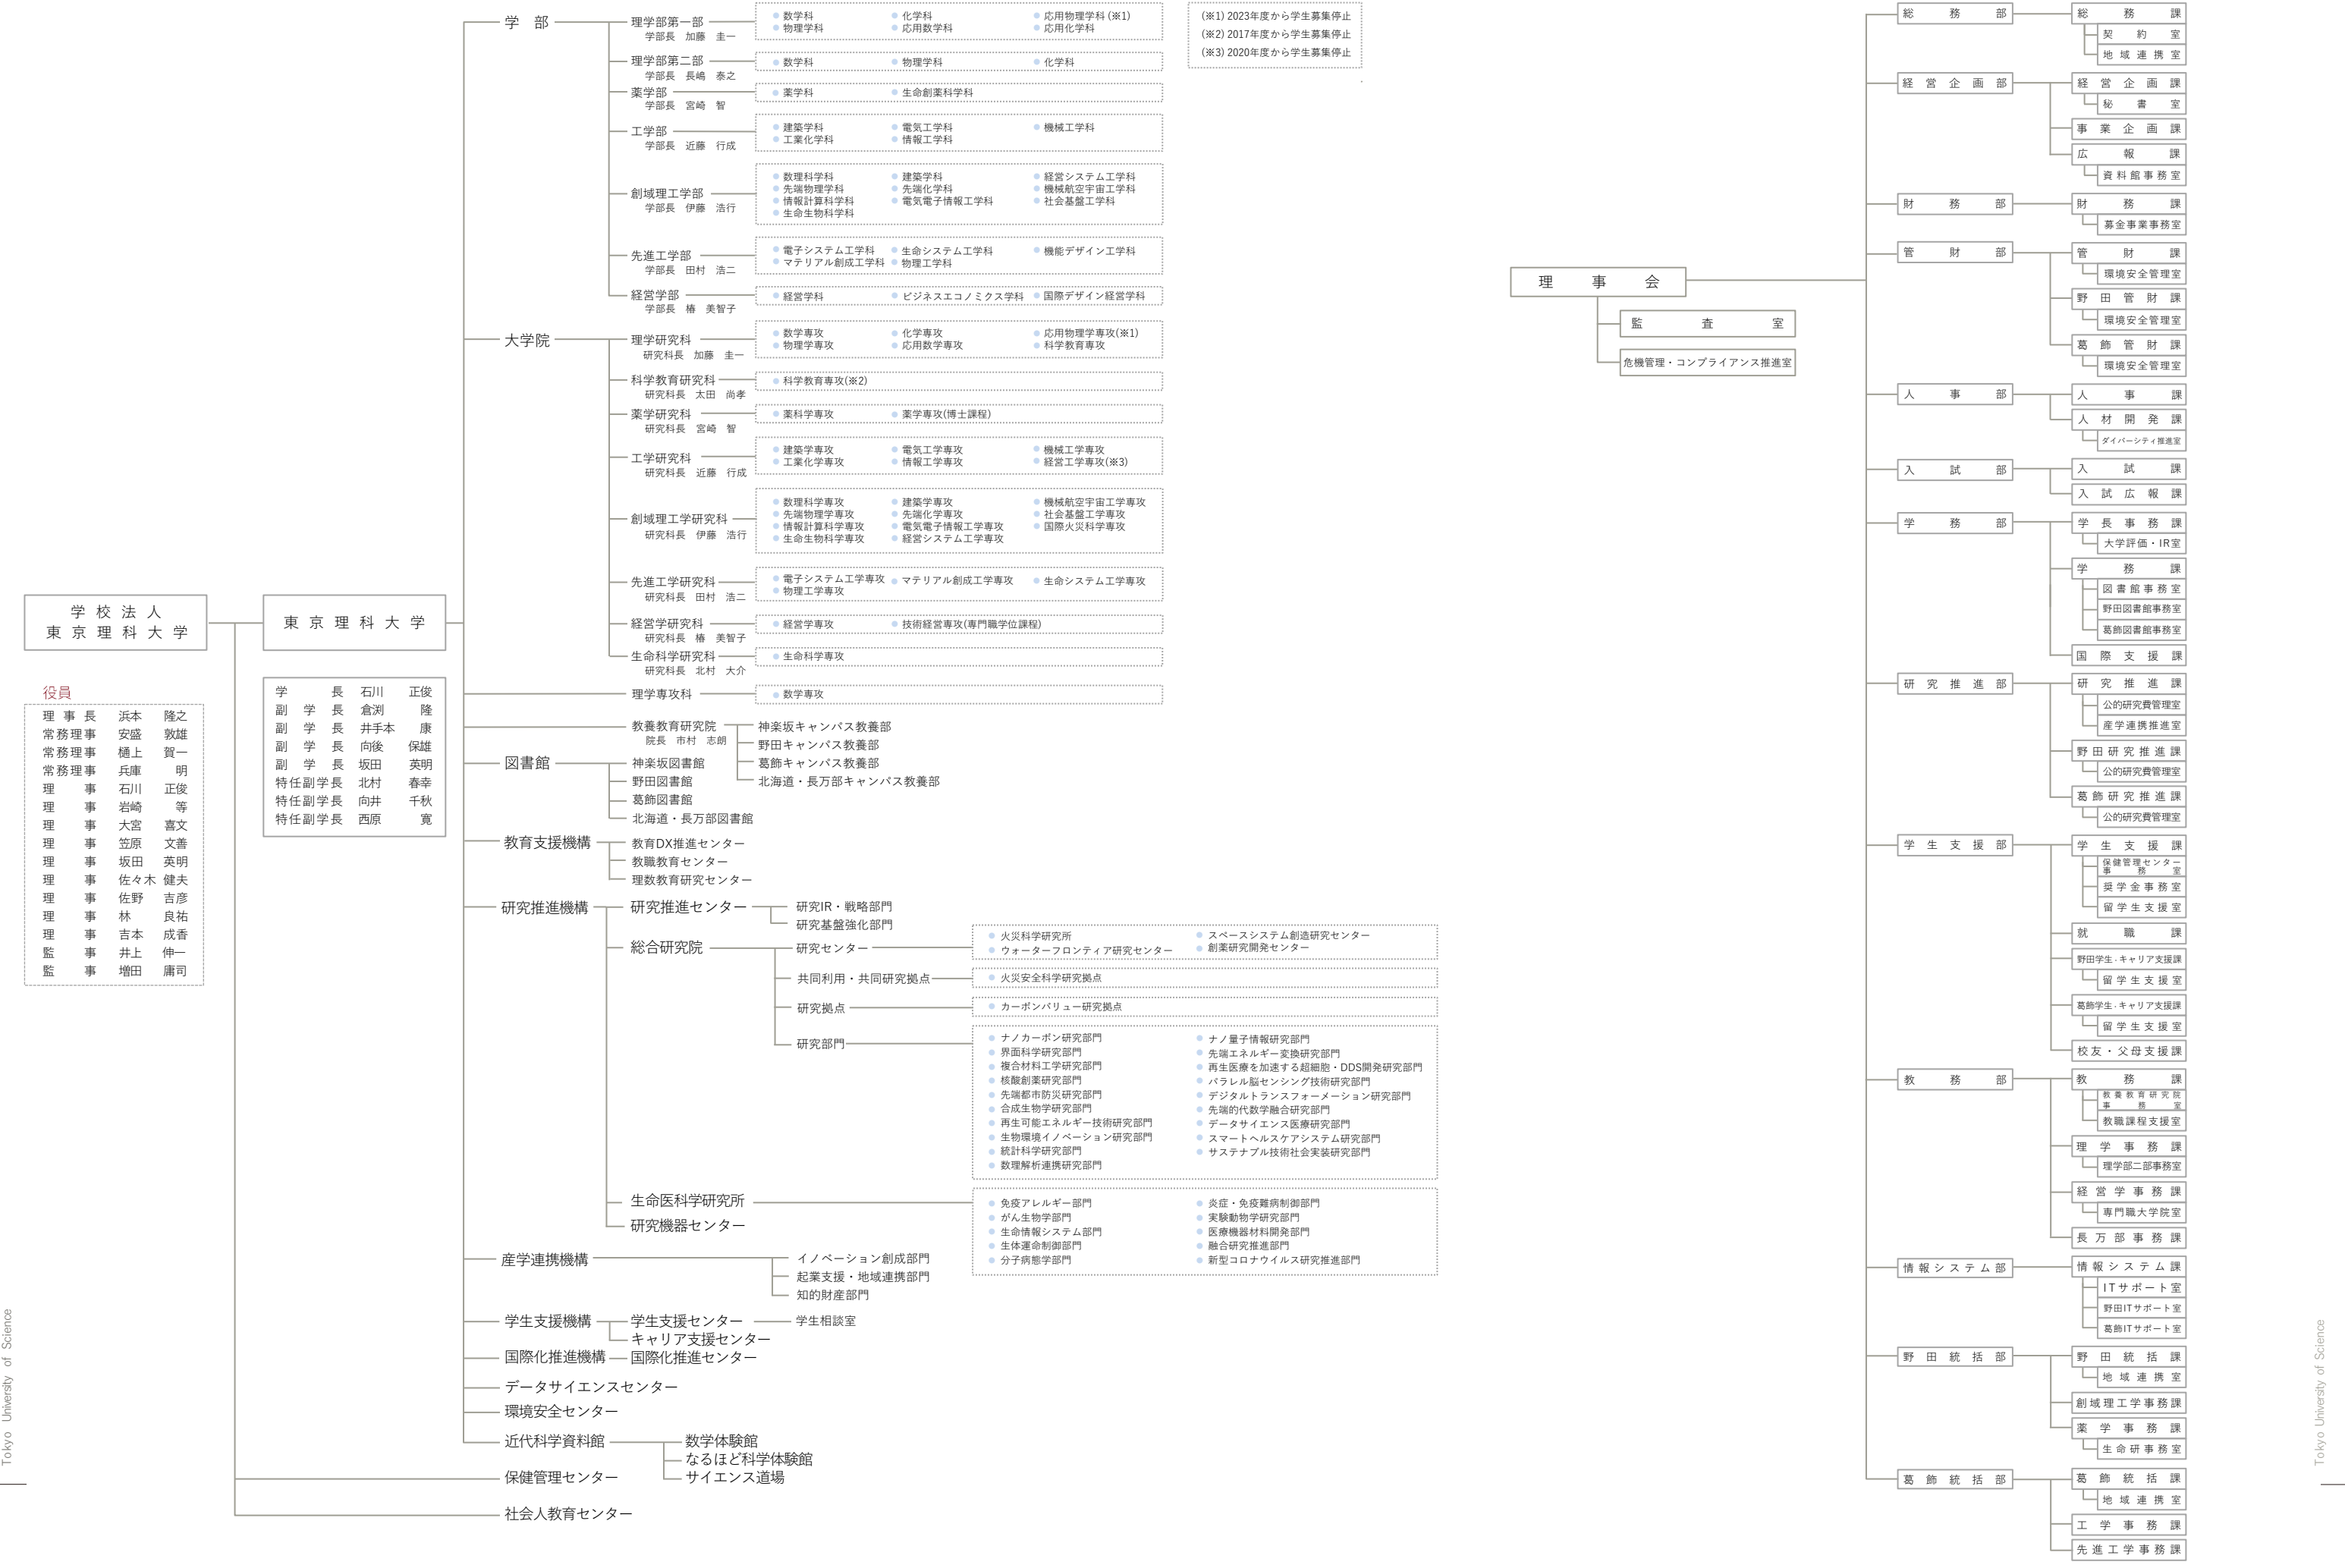 学校法人
東京理科大学
役員
理事長 浜本 隆之
常務理事 安盛 敦雄
常務理事 樋上 賀一
常務理事 兵庫 明
理事 石川 正俊
理事 岩崎 等
理事 大宮 喜文
理事 笠原 文善
理事 坂田 英明
理事 佐々木 健夫
理事 佐野 吉彦
理事 林 良祐
理事 吉本 成香
監事 井上 伸一
監事 増田 庸司
東京理科大学
学長 石川 正俊
副学長 倉渕 隆
副学長 井手本 康
副学長 向後 保雄
副学長 坂田 英明
特任副学長 北村 春幸
特任副学長 向井 千秋
特任副学長 西原 寛
学部
理学部第一部
学部長 加藤 圭一
数学科 化学科 応用物理学科(※1)
物理学科 応用数学科 応用化学科
理学部第二部
学部長 長嶋 泰之
数学科 物理学科 化学科
薬学部
学部長 宮崎 智
薬学科 生命創薬科学科
工学部
学部長 近藤 行成
建築学科 電気工学科 機械工学科
工業化学科 情報工学科
創域理工学部
学部長 伊藤 浩行
数理科学科 建築学科 経営システム工学科
先端物理学科 先端化学科 機械航空宇宙工学科
情報計算科学科 電気電子情報工学科 社会基盤工学科
生命生物科学科
先進工学部
学部長 田村 浩二
電子システム工学科 生命システム工学科 機能デザイン工学科
マテリアル創成工学科 物理工学科
経営学部
学部長 椿 美智子
経営学科 ビジネスエコノミクス学科 国際デザイン経営学科
(※1) 2023年度から学生募集停止
(※2) 2017年度から学生募集停止
(※3) 2020年度から学生募集停止
大学院
理学研究科
研究科長 加藤 圭一
数学専攻 化学専攻 応用物理学専攻(※1)
物理学専攻 応用数学専攻 科学教育専攻
科学教育研究科
研究科長 太田 尚孝
科学教育専攻(※2)
薬学研究科
研究科長 宮崎 智
薬科学専攻 薬学専攻(博士課程)
工学研究科
研究科長 近藤 行成
建築学専攻 電気工学専攻 機械工学専攻
工業化学専攻 情報工学専攻 経営工学専攻(※3)
創域理工学研究科
研究科長 伊藤 浩行
数理科学専攻 建築学専攻 機械航空宇宙工学専攻
先端物理学専攻 先端化学専攻 社会基盤工学専攻
情報計算科学専攻 電気電子情報工学専攻 国際火災科学専攻
生命生物科学専攻 経営システム工学専攻
先進工学研究科
研究科長 田村 浩二
電子システム工学専攻 マテリアル創成工学専攻 生命システム工学専攻
物理工学専攻
経営学研究科
研究科長 椿 美智子
経営学専攻 技術経営専攻(専門職学位課程)
生命科学研究科
研究科長 北村 大介
生命科学専攻
理学専攻科
数学専攻
教養教育研究院
院長 市村 志朗
神楽坂キャンパス教養部
野田キャンパス教養部
葛飾キャンパス教養部
北海道・長万部キャンパス教養部
図書館
神楽坂図書館
野田図書館
葛飾図書館
北海道・長万部図書館
教育支援機構
教育DX推進センター
教職教育センター
理数教育研究センター
研究推進機構
研究推進センター
研究IR・戦略部門
研究基盤強化部門
総合研究院
研究センター
火災科学研究所 スペースシステム創造研究センター
ウォーターフロンティア研究センター 創薬研究開発センター
共同利用・共同研究拠点
火災安全科学研究拠点
研究拠点
カーボンバリュー研究拠点
研究部門
ナノカーボン研究部門 ナノ量子情報研究部門
界面科学研究部門 先端エネルギー変換研究部門
複合材料工学研究部門 再生医療を加速する超細胞・DDS開発研究部門
核酸創薬研究部門 パラレル脳センシング技術研究部門
先端都市防災研究部門 デジタルトランスフォーメーション研究部門
合成生物学研究部門 先端的代数学融合研究部門
再生可能エネルギー技術研究部門 データサイエンス医療研究部門
生物環境イノベーション研究部門 スマートヘルスケアシステム研究部門
統計科学研究部門 サステナブル技術社会実装研究部門
数理解析連携研究部門
生命医科学研究所
免疫アレルギー部門 炎症・免疫難病制御部門
がん生物学部門 実験動物学研究部門
生命情報システム部門 医療機器材料開発部門
生体運命制御部門 融合研究推進部門
分子病態学部門 新型コロナウイルス研究推進部門
研究機器センター
産学連携機構
イノベーション創成部門
起業支援・地域連携部門
知的財産部門
学生支援機構
学生支援センター
学生相談室
キャリア支援センター
国際化推進機構
国際化推進センター
データサイエンスセンター
環境安全センター
近代科学資料館
数学体験館
なるほど科学体験館
サイエンス道場
保健管理センター
社会人教育センター
Tokyo University of Science
理事会
監査室
危機管理・コンプライアンス推進室
総務部
総務課
契約室
地域連携室
経営企画部
経営企画課
秘書室
事業企画課
広報課
資料館事務室
財務部
財務課
募金事業事務室
管財部
管財課
環境安全管理室
野田管財課
環境安全管理室
葛飾管財課
環境安全管理室
人事部
人事課
人材開発課
ダイバーシティ推進室
入試部
入試課
入試広報課
学務部
学長事務課
大学評価・IR室
学務課
図書館事務室
野田図書館事務室
葛飾図書館事務室
国際支援課
研究推進部
研究推進課
公的研究費管理室
産学連携推進室
野田研究推進課
公的研究費管理室
葛飾研究推進課
公的研究費管理室
学生支援部
学生支援課
保健管理センター
事務室
奨学金事務室
留学生支援室
就職課
野田学生・キャリア支援課
留学生支援室
葛飾学生・キャリア支援課
留学生支援室
校友・父母支援課
教務部
教務課
教養教育研究院
事務室
教職課程支援室
理学事務課
理学部二部事務室
経営学事務課
専門職大学院室
長万部事務課
情報システム部
情報システム課
ITサポート室
野田ITサポート室
葛飾ITサポート室
野田統括部
野田統括課
地域連携室
創域理工学事務課
薬学事務課
生命研事務室
葛飾統括部
葛飾統括課
地域連携室
工学事務課
先進工学事務課
Tokyo University of Science